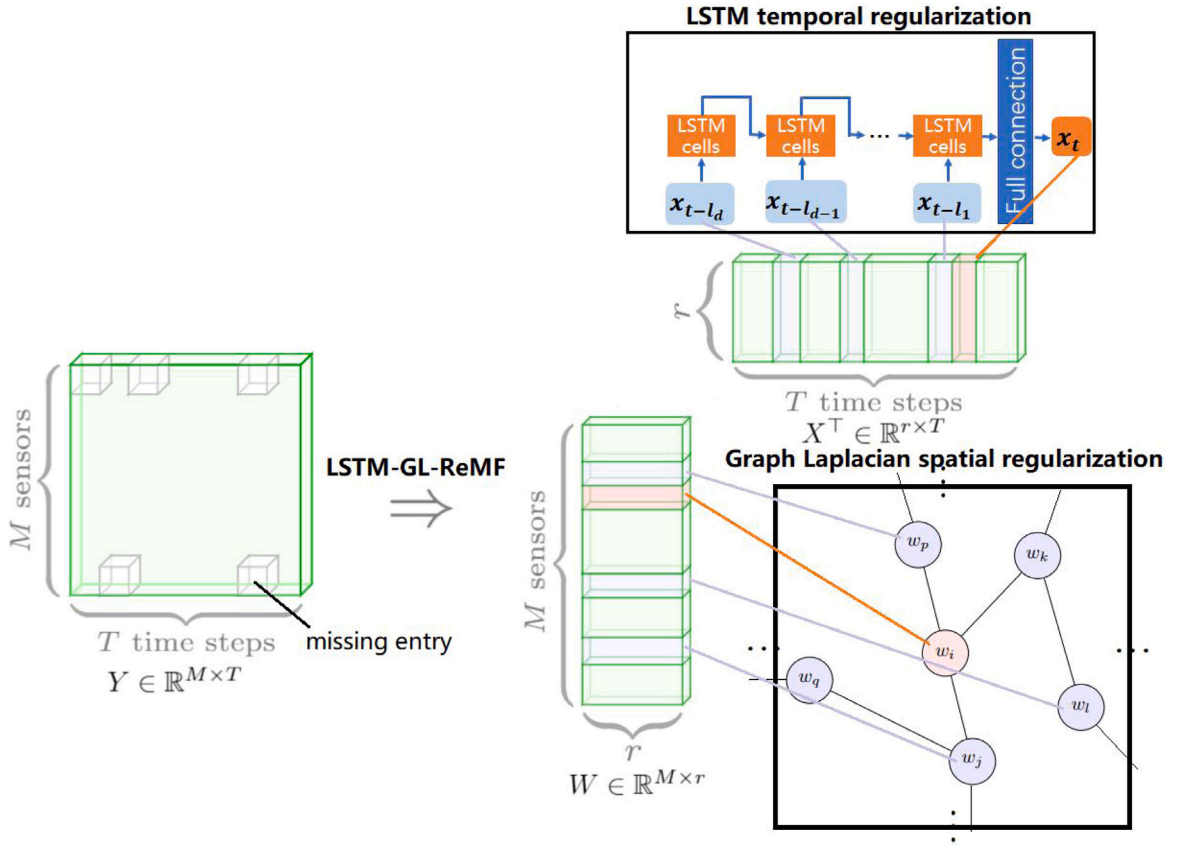 LSTM temporal regularization
LSTM cells
LSTM cells
...
LSTM cells
Full connection
x_t
x_{t-l_d}
x_{t-l_{d-1}}
x_{t-l_1}
r
T time steps
X^⊤ ∈ ℝ^{r×T}
M sensors
missing entry
T time steps
Y ∈ ℝ^{M×T}
LSTM-GL-ReMF
⇒
M sensors
r
W ∈ ℝ^{M×r}
Graph Laplacian spatial regularization
w_p
w_k
w_i
...
...
w_q
w_l
w_j